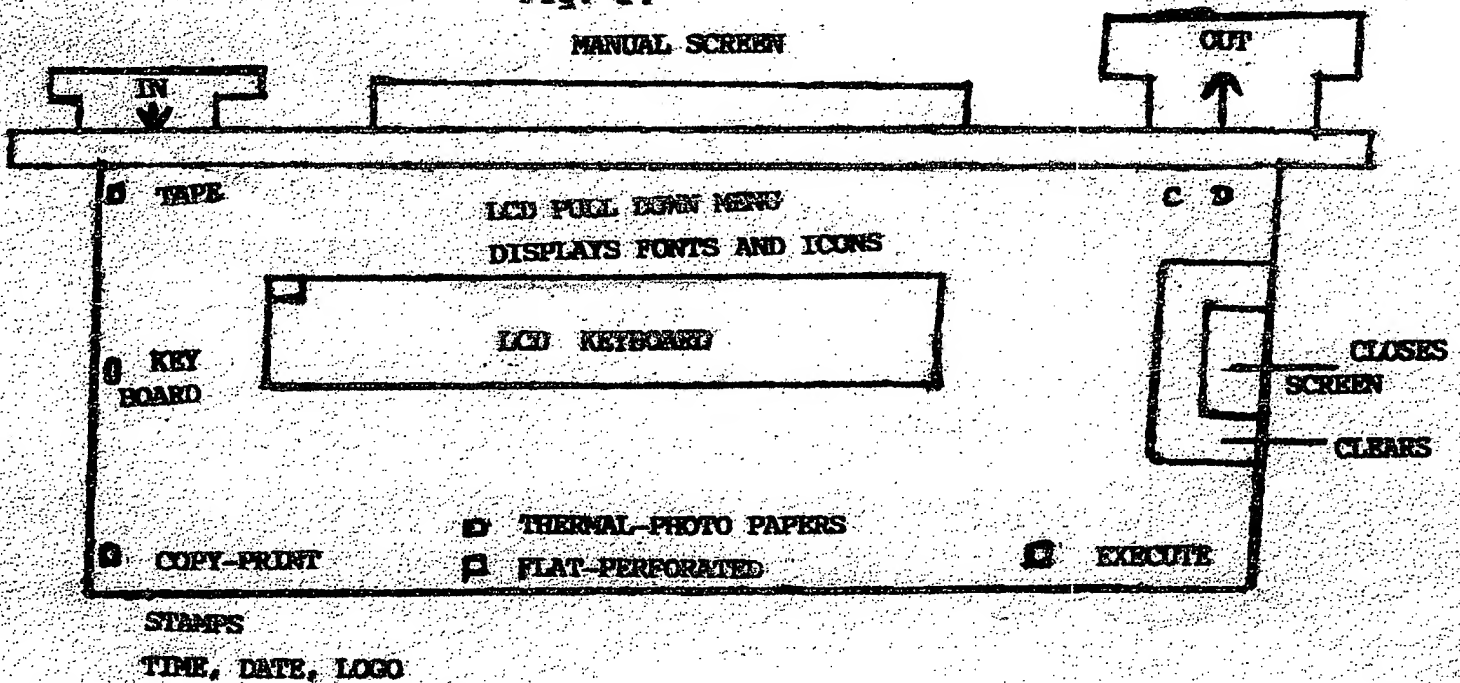 MANUAL SCREEN
IN
OUT
TAPE
C D
LCD PULL DOWN MENU
DISPLAYS FONTS AND ICONS
LCD KEYBOARD
KEY
BOARD
CLOSES
SCREEN
CLEARS
THERMAL-PHOTO PAPERS
COPY-PRINT
FLAT-PERFORATED
EXECUTE
STAMPS
TIME, DATE, LOGO